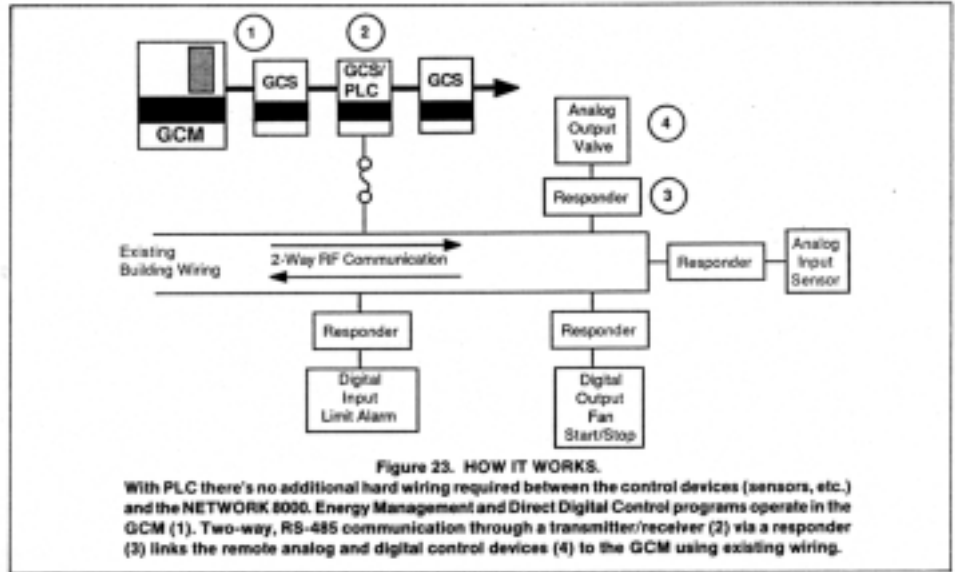 1
2
GCS
GCS/
PLC
GCS
GCM
Analog
Output
Valve
4
Responder
3
Existing
Building Wiring
2-Way RF Communication
Responder
Analog
Input
Sensor
Responder
Responder
Digital
Input
Limit Alarm
Digital
Output
Fan
Start/Stop
Figure 23. HOW IT WORKS.
With PLC there's no additional hard wiring required between the control devices (sensors, etc.)
and the NETWORK 8000. Energy Management and Direct Digital Control programs operate in the
GCM (1). Two-way, RS-485 communication through a transmitter/receiver (2) via a responder
(3) links the remote analog and digital control devices (4) to the GCM using existing wiring.